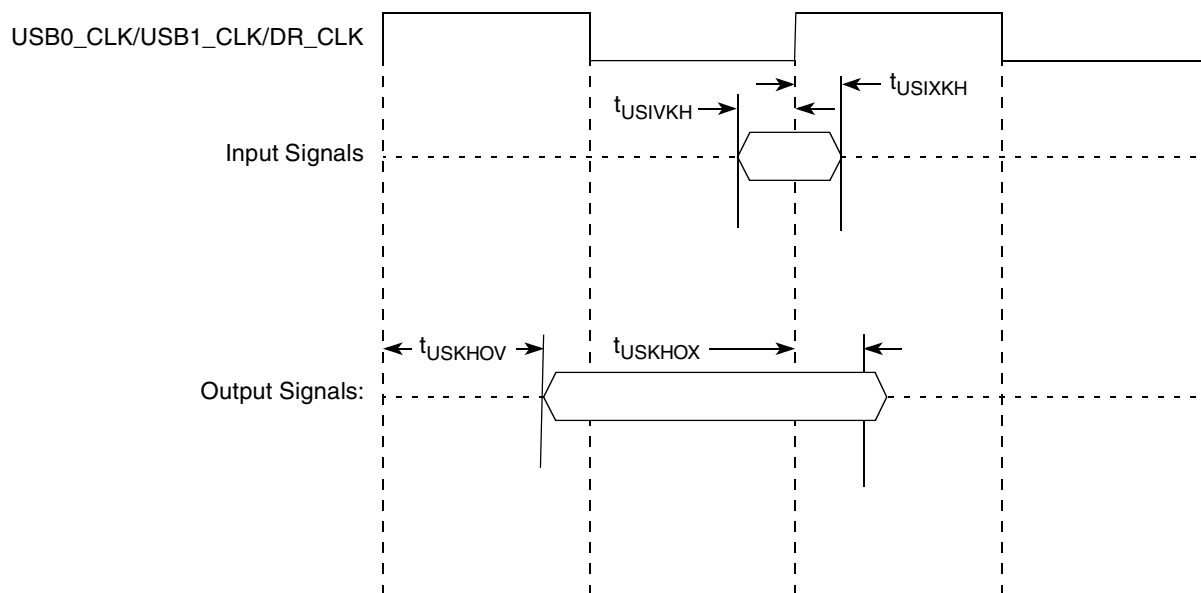 USB0_CLK/USB1_CLK/DR_CLK
tUSIXKH
tUSIVKH
Input Signals
tUSKHOV
tUSKHOX
Output Signals: